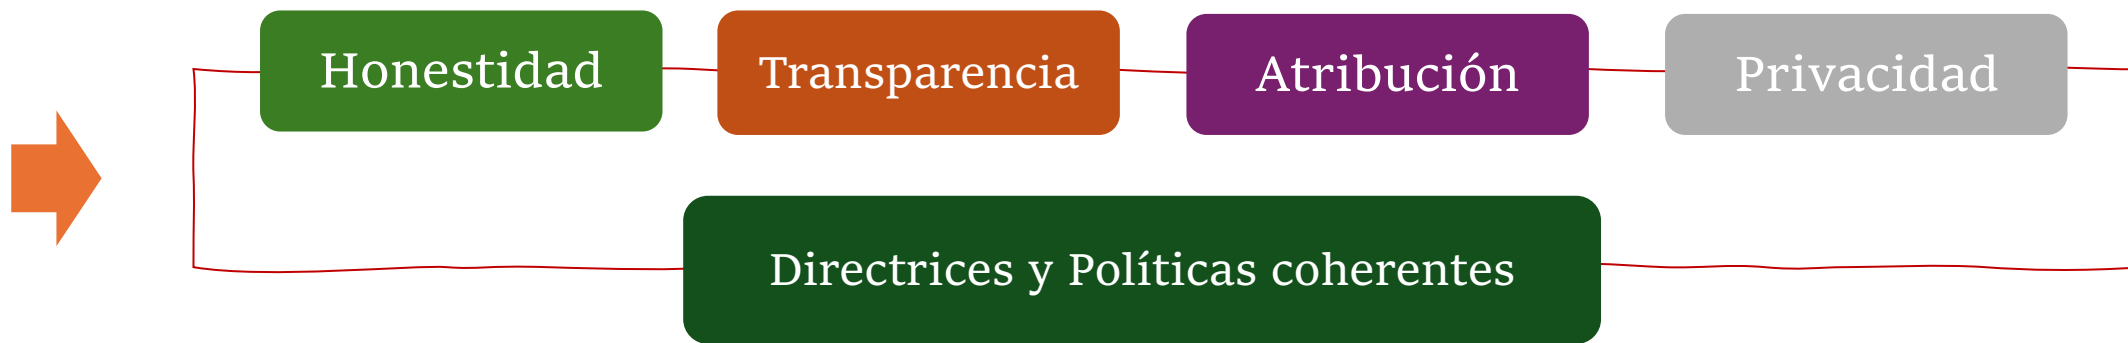 Honestidad
Transparencia
Atribución
Privacidad
Directrices y Políticas coherentes